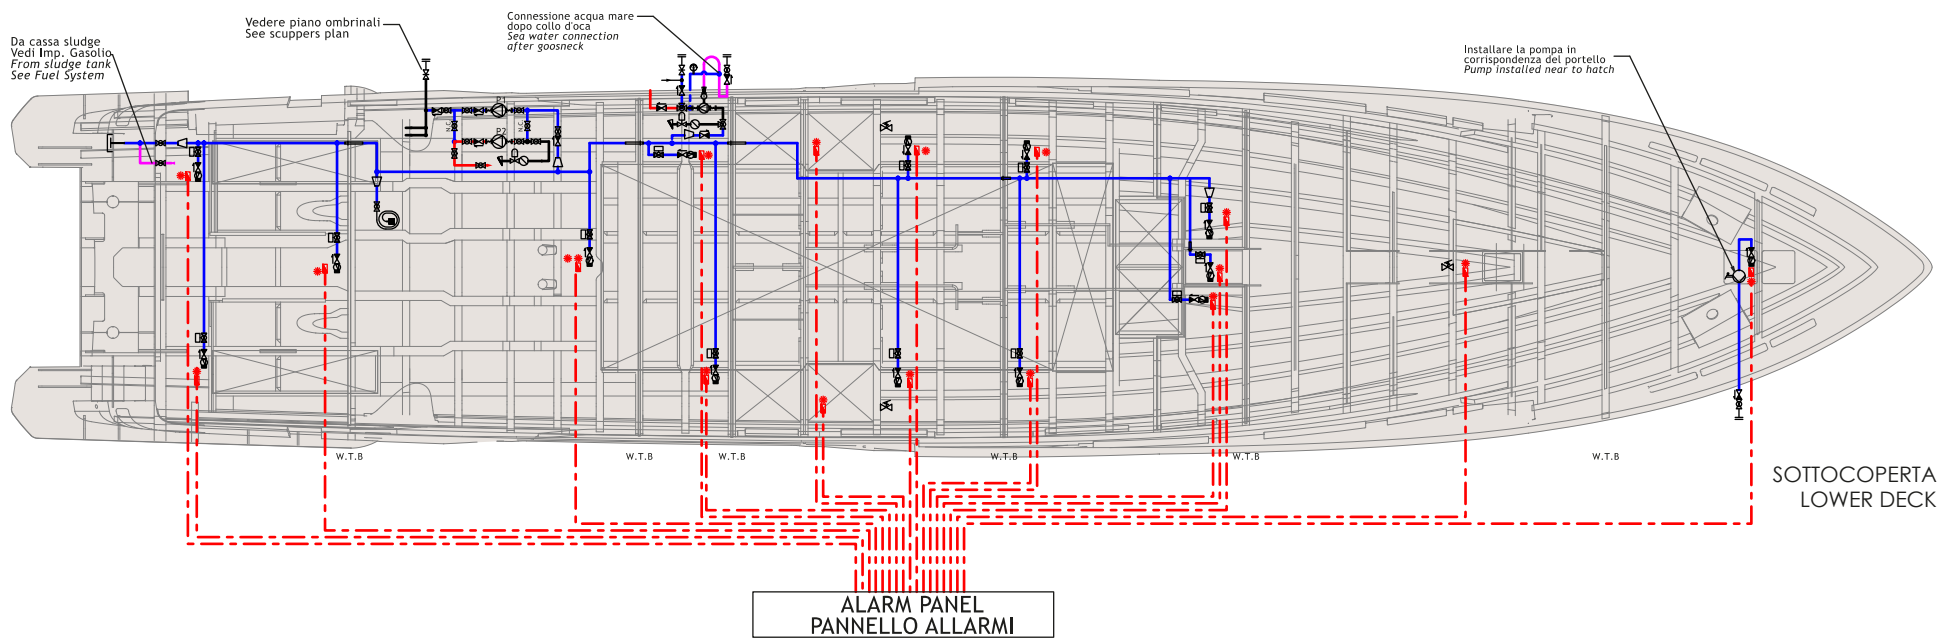 Da cassa sludge
Vedi Imp. Gasolio
From sludge tank
See Fuel System
Vedere piano ombrinali
See scuppers plan
Connessione acqua mare
dopo collo d'oca
Sea water connection
after goosneck
Installare la pompa in
corrispondenza del portello
Pump installed near to hatch
P1
P2
N.C.
N.C.
W.T.B
W.T.B
W.T.B
W.T.B
W.T.B
W.T.B
SOTTOCOPERTA
LOWER DECK
ALARM PANEL
PANNELLO ALLARMI